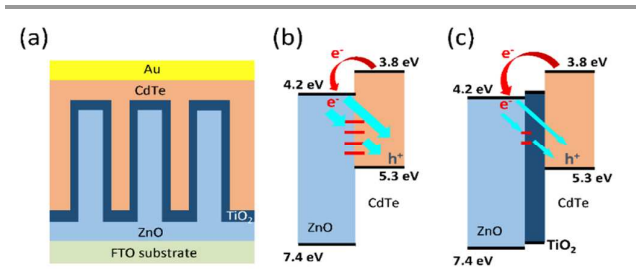 (a)
Au
CdTe
TiO2
ZnO
FTO substrate
(b)
e-
3.8 eV
4.2 eV
e-
h+
5.3 eV
CdTe
ZnO
7.4 eV
(c)
e-
3.8 eV
4.2 eV
e-
h+
5.3 eV
CdTe
ZnO
TiO2
7.4 eV